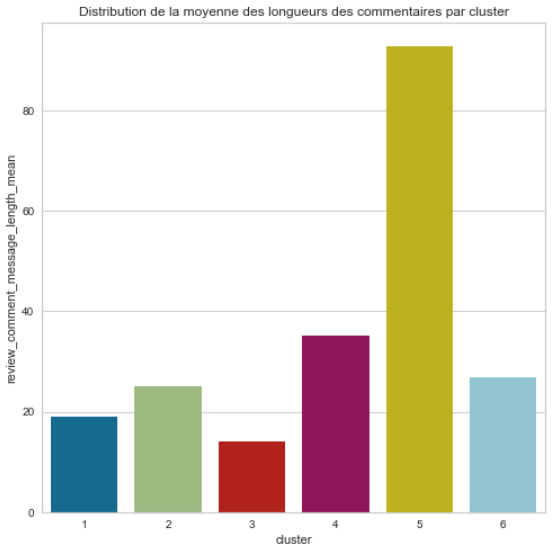 Distribution de la moyenne des longueurs des commentaires par cluster
review_comment_message_length_mean
80
60
40
20
0
1 2 3 4 5 6
cluster